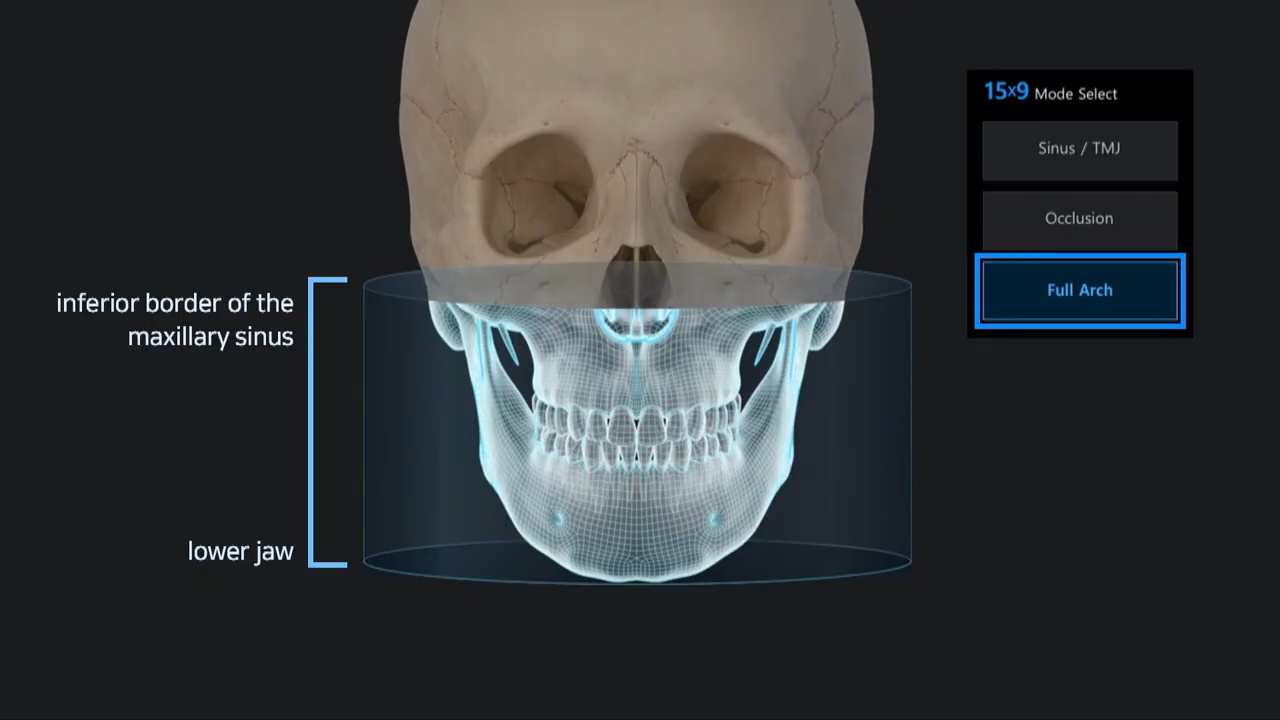 inferior border of the
maxillary sinus
lower jaw
15x9 Mode Select
Sinus / TMJ
Occlusion
Full Arch